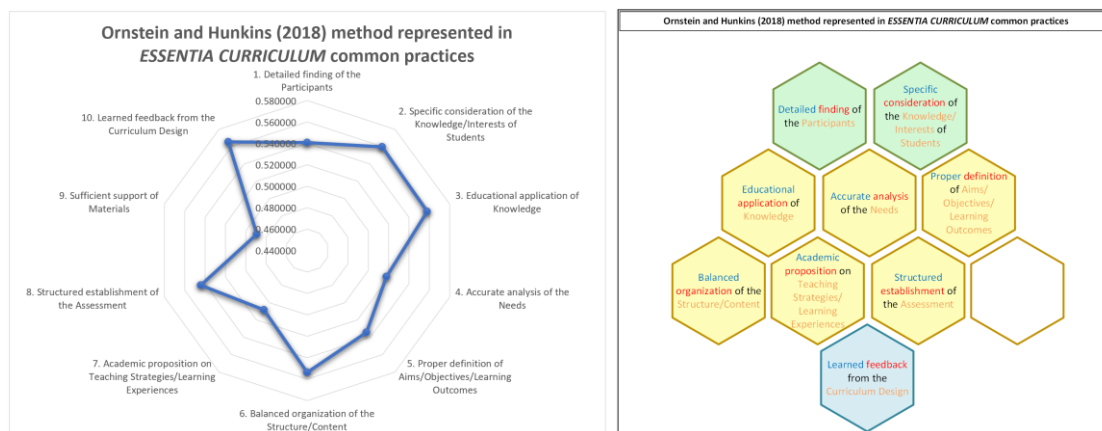 Ornstein and Hunkins (2018) method represented in
ESSENTIA CURRICULUM common practices
1. Detailed finding of the
Participants
2. Specific consideration of the
Knowledge/Interests of
Students
3. Educational application of
Knowledge
4. Accurate analysis of the
Needs
5. Proper definition of
Aims/Objectives/Learning
Outcomes
6. Balanced organization of the
Structure/Content
7. Academic proposition on
Teaching Strategies/Learning
Experiences
8. Structured establishment of
the Assessment
9. Sufficient support of
Materials
10. Learned feedback from the
Curriculum Design
0.580000
0.560000
0.540000
0.520000
0.500000
0.480000
0.460000
0.440000
Ornstein and Hunkins (2018) method represented in ESSENTIA CURRICULUM common practices
Detailed finding of
the Participants
Specific
consideration of
the Knowledge/
Interests of
Students
Educational
application of
Knowledge
Accurate analysis
of the Needs
Proper definition
of Aims/
Objectives/
Learning
Outcomes
Balanced
organization of the
Structure/Content
Academic
proposition on
Teaching
Strategies/
Learning
Experiences
Structured
establishment of
the Assessment
Learned feedback
from the
Curriculum Design